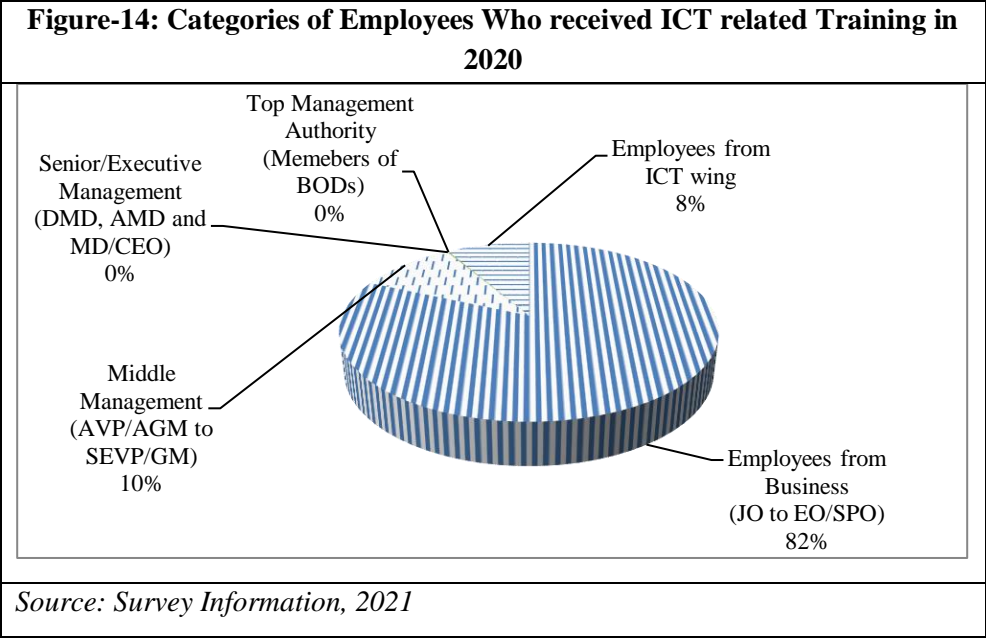 Figure-14: Categories of Employees Who received ICT related Training in
2020
Top Management
Authority
(Memebers of
BODs)
0%
Employees from
ICT wing
8%
Senior/Executive
Management
(DMD, AMD and
MD/CEO)
0%
Middle
Management
(AVP/AGM to
SEVP/GM)
10%
Employees from
Business
(JO to EO/SPO)
82%
Source: Survey Information, 2021